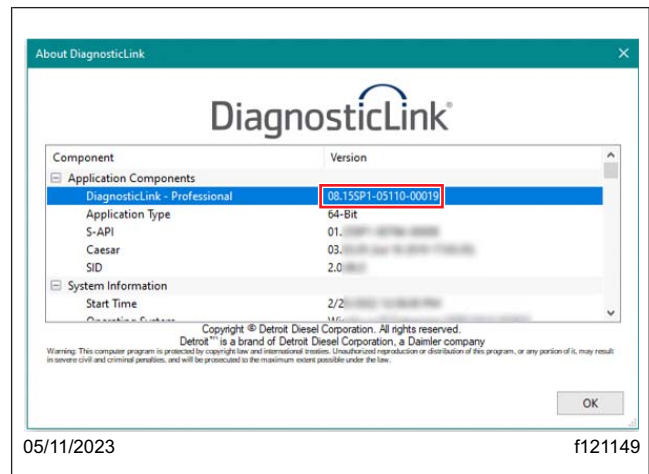 About DiagnosticLink
DiagnosticLink®
Component Version
Application Components
DiagnosticLink - Professional 08.15SP1-05110-00019
Application Type 64-Bit
S-API 01.
Caesar 03.
SID 2.0
System Information
Start Time 2/2
Operating System
Copyright © Detroit Diesel Corporation. All rights reserved.
Detroit™ is a brand of Detroit Diesel Corporation, a Daimler company
Warning: This computer program is protected by copyright law and international treaties. Unauthorized reproduction or distribution of this program, or any portion of it, may result
in severe civil and criminal penalties, and will be prosecuted to the maximum extent possible under the law.
OK
05/11/2023 f121149